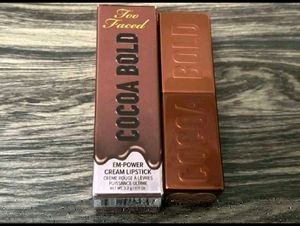 Too
Faced
COCOA BOLD
EM-POWER
CREAM LIPSTICK
CRÈME ROUGE À LÈVRES
PUISSANCE ULTIME
COCOA BOLD